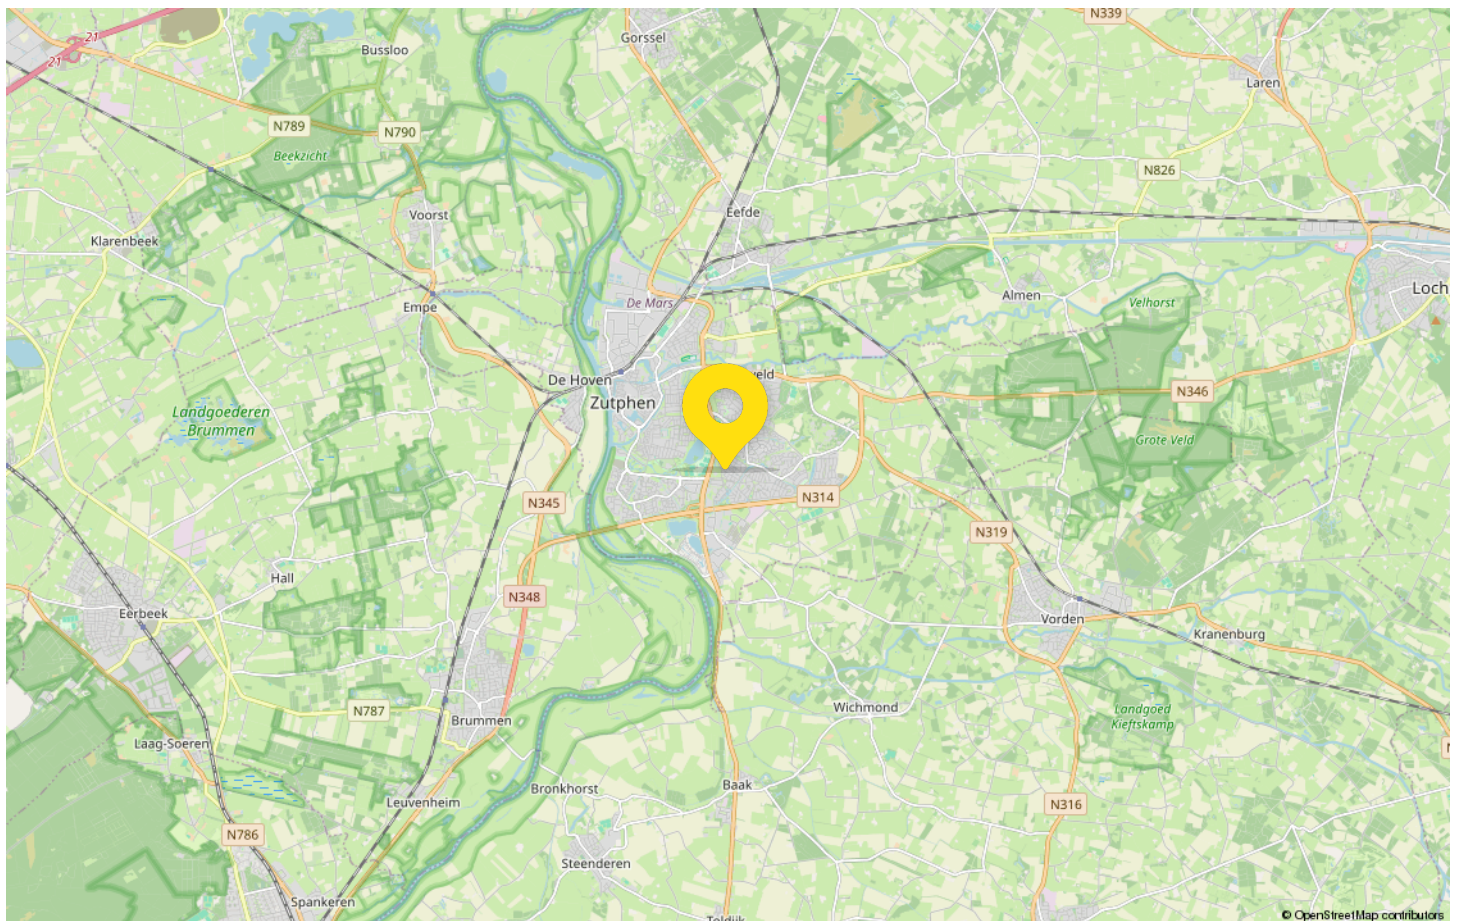 N339
21
Gorssel
Bussloo
21
Laren
N789
N790
Beekzicht
N826
Voorst
Eefde
Klarenbeek
De Mars
Almen
Velhorst
Loch
Empe
De Hoven
veld
N346
Zutphen
Landgoederen
Brummen
Grote Veld
N345
N314
N319
Hall
N348
Eerbeek
Vorden
Kranenburg
N787
Brummen
Wichmond
Landgoed
Kieftskamp
Laag-Soeren
Bronkhorst
Baak
Leuvenheim
N316
N786
Steenderen
Spankeren
© OpenStreetMap contributors